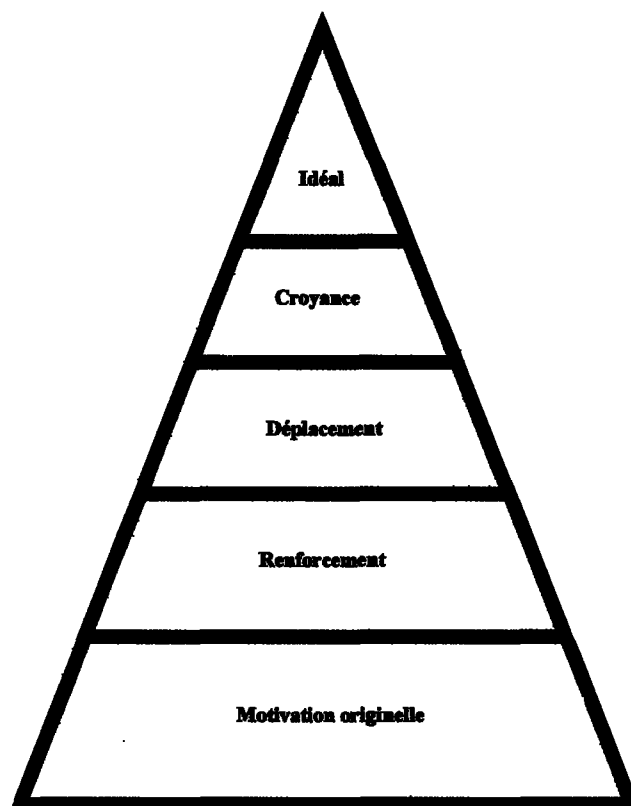 Idéal
Croyance
Déplacement
Renforcement
Motivation originelle